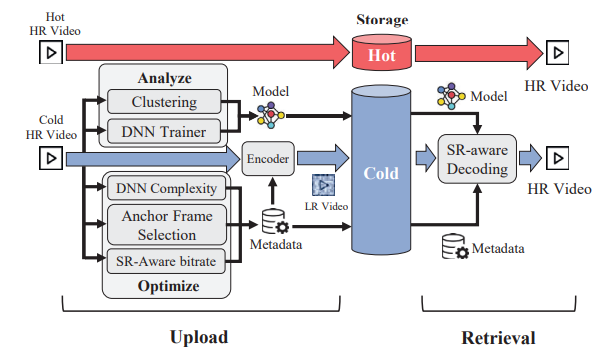 Hot
HR Video
Storage
Hot
HR Video
Analyze
Clustering
DNN Trainer
Model
Model
Cold
HR Video
Encoder
LR Video
Cold
SR-aware
Decoding
HR Video
DNN Complexity
Anchor Frame
Selection
SR-Aware bitrate
Optimize
Metadata
Metadata
Upload
Retrieval